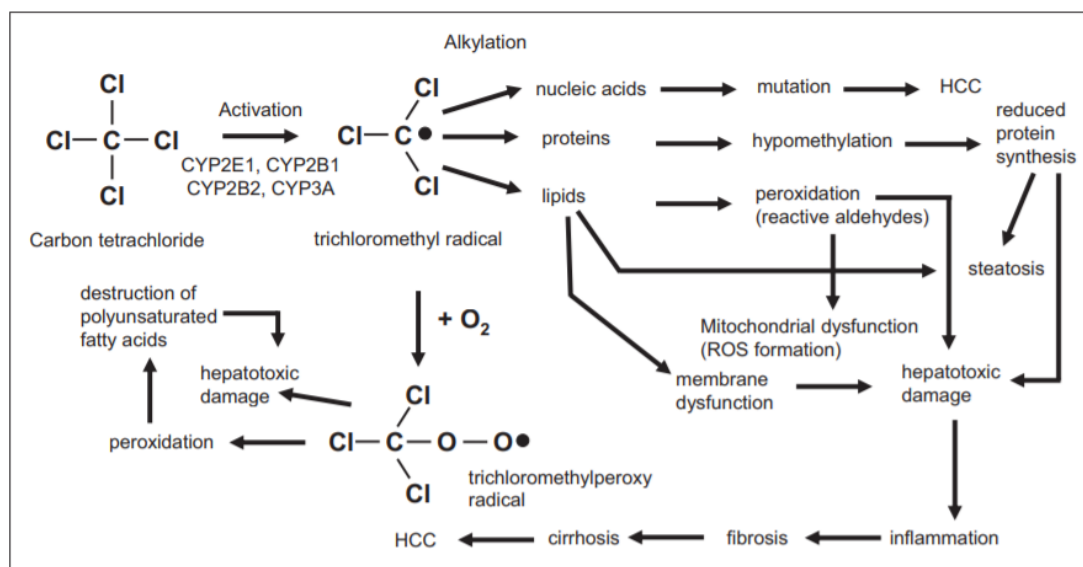 Alkylation
Cl
Cl
Cl
C
Cl
Cl
Activation
CYP2E1, CYP2B1
CYP2B2, CYP3A
Cl
Cl
C
Cl
nucleic acids
mutation
HCC
proteins
hypomethylation
reduced
protein
synthesis
lipids
peroxidation
(reactive aldehydes)
Carbon tetrachloride
trichloromethyl radical
steatosis
destruction of
polyunsaturated
fatty acids
+ O2
Mitochondrial dysfunction
(ROS formation)
hepatotoxic
damage
membrane
dysfunction
hepatotoxic
damage
peroxidation
Cl
Cl
C
O
O
Cl
trichloromethylperoxy
radical
HCC
cirrhosis
fibrosis
inflammation